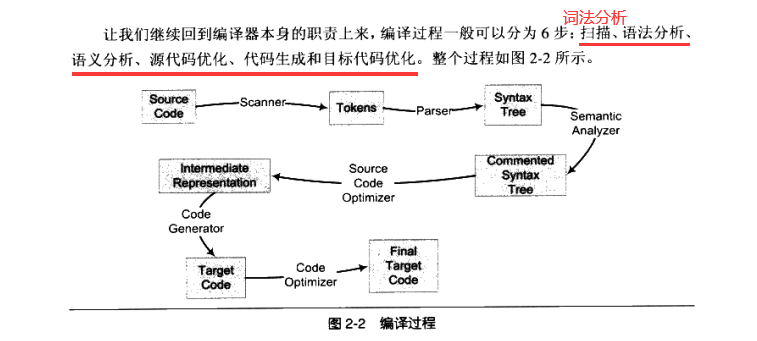 词法分析
让我们继续回到编译器本身的职责上来，编译过程一般可以分为 6 步：扫描、语法分析、
语义分析、源代码优化、代码生成和目标代码优化。整个过程如图 2-2 所示。
Source
Code
Scanner
Tokens
Parser
Syntax
Tree
Semantic
Analyzer
Commented
Syntax
Tree
Source
Code
Optimizer
Intermediate
Representation
Code
Generator
Target
Code
Code
Optimizer
Final
Target
Code
图 2-2 编译过程